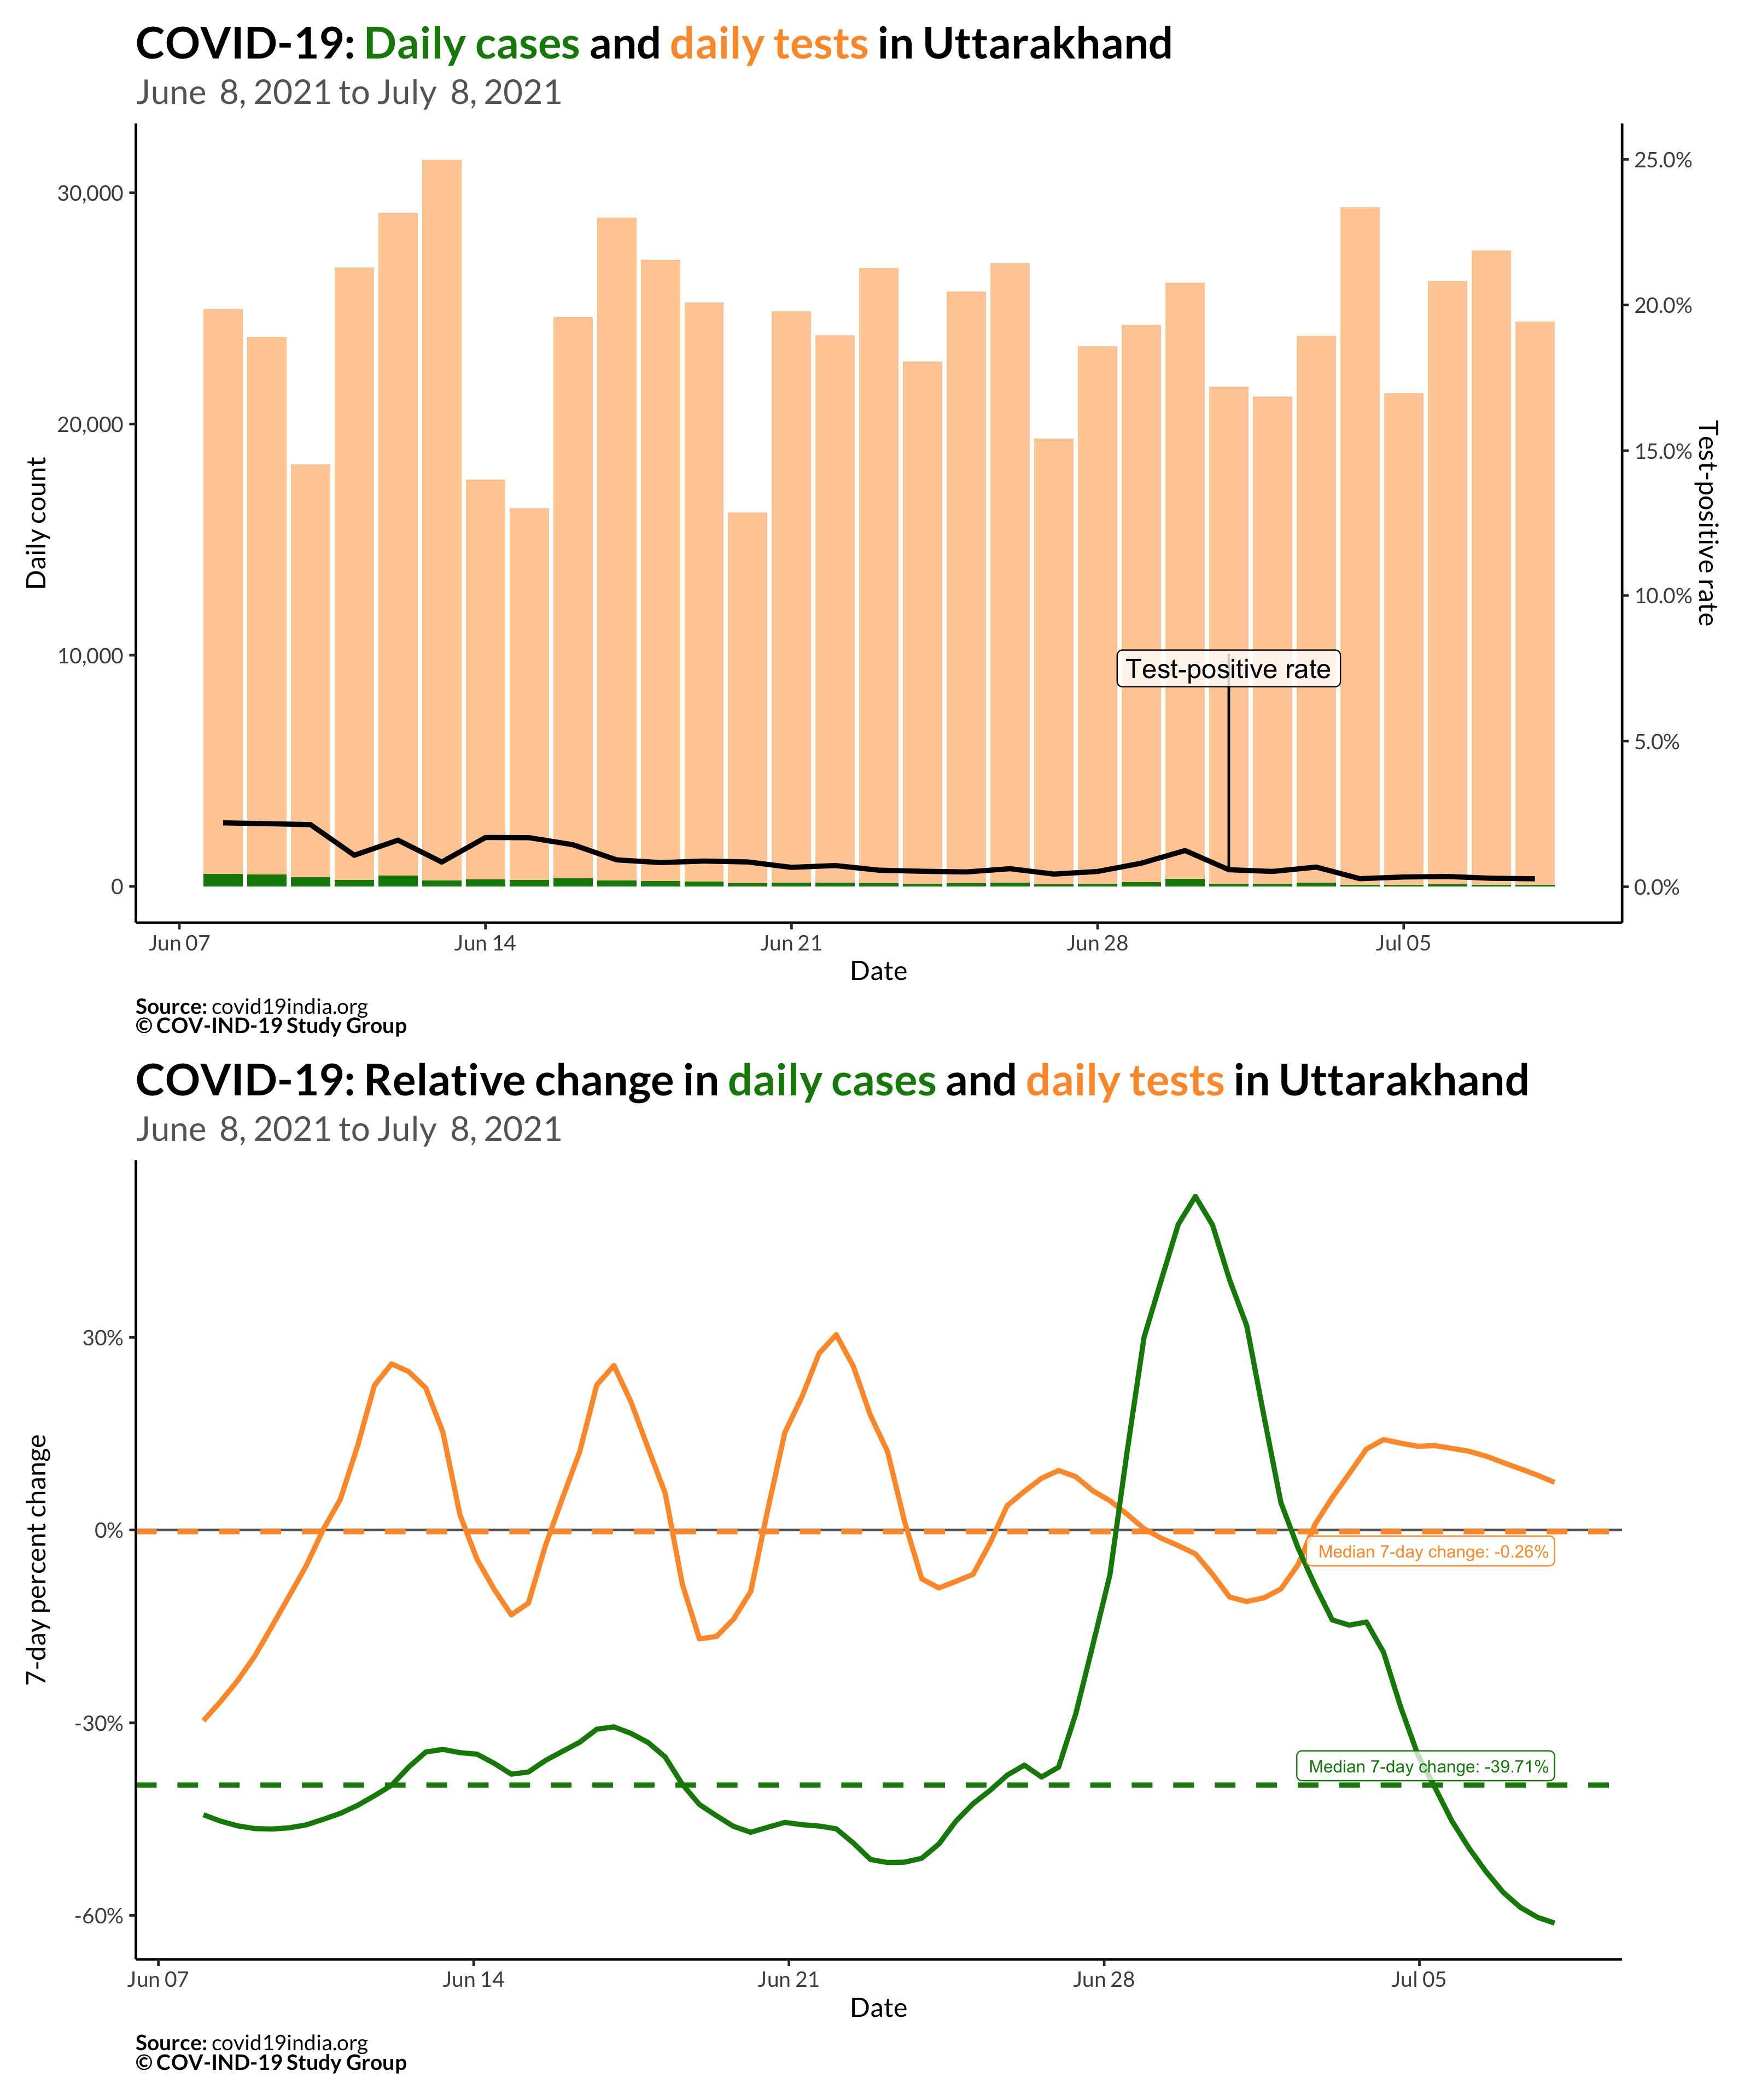 COVID-19: Daily cases and daily tests in Uttarakhand
June 8, 2021 to July 8, 2021
30,000
20,000
10,000
0
Daily count
25.0%
20.0%
15.0%
10.0%
5.0%
0.0%
Test-positive rate
Test-positive rate
Jun 07
Jun 14
Jun 21
Jun 28
Jul 05
Date
Source: covid19india.org
© COV-IND-19 Study Group
COVID-19: Relative change in daily cases and daily tests in Uttarakhand
June 8, 2021 to July 8, 2021
30%
0%
-30%
-60%
7-day percent change
Median 7-day change: -0.26%
Median 7-day change: -39.71%
Jun 07
Jun 14
Jun 21
Jun 28
Jul 05
Date
Source: covid19india.org
© COV-IND-19 Study Group